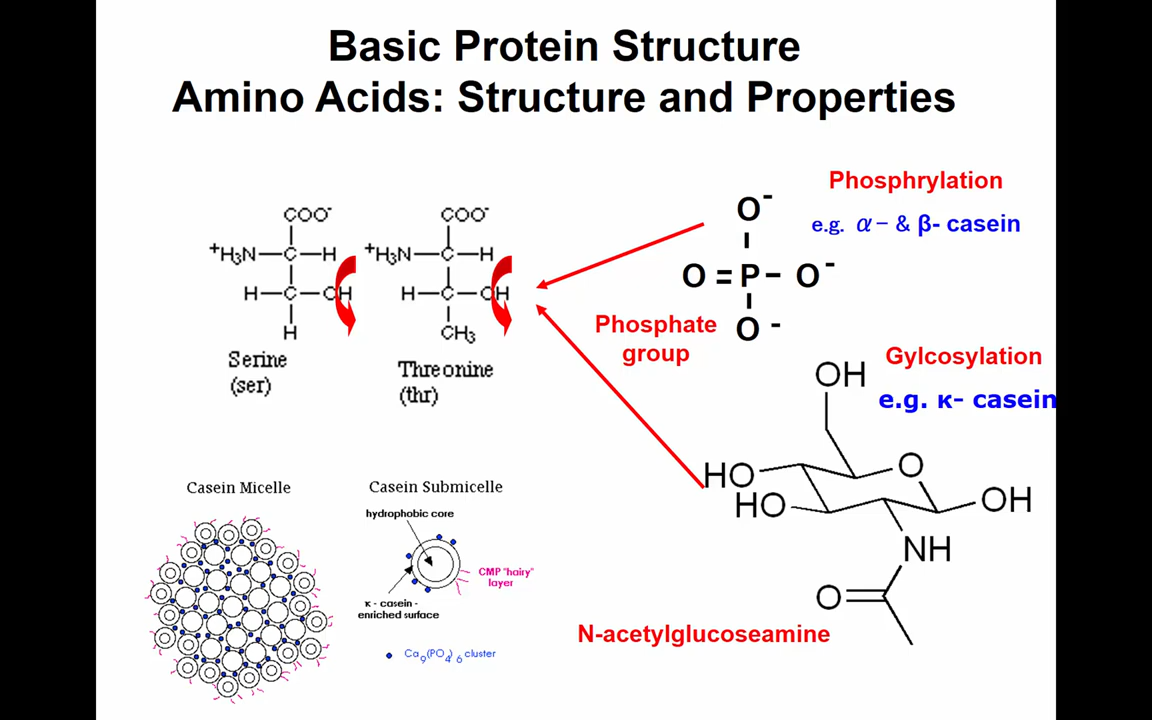 Basic Protein Structure
Amino Acids: Structure and Properties
COO⁻
⁺H₃N—C—H
H—C—OH
H
Serine
(ser)
COO⁻
⁺H₃N—C—H
H—C—OH
CH₃
Threonine
(thr)
Phosphrylation
e.g. α – & β- casein
O⁻
O = P – O⁻
O⁻
Phosphate
group
Gylcosylation
e.g. κ- casein
OH
O
HO
HO
OH
NH
O
N-acetylglucoseamine
Casein Micelle
Casein Submicelle
hydrophobic core
CMP "hairy"
layer
κ - casein -
enriched surface
Ca₉(PO₄)₆ cluster